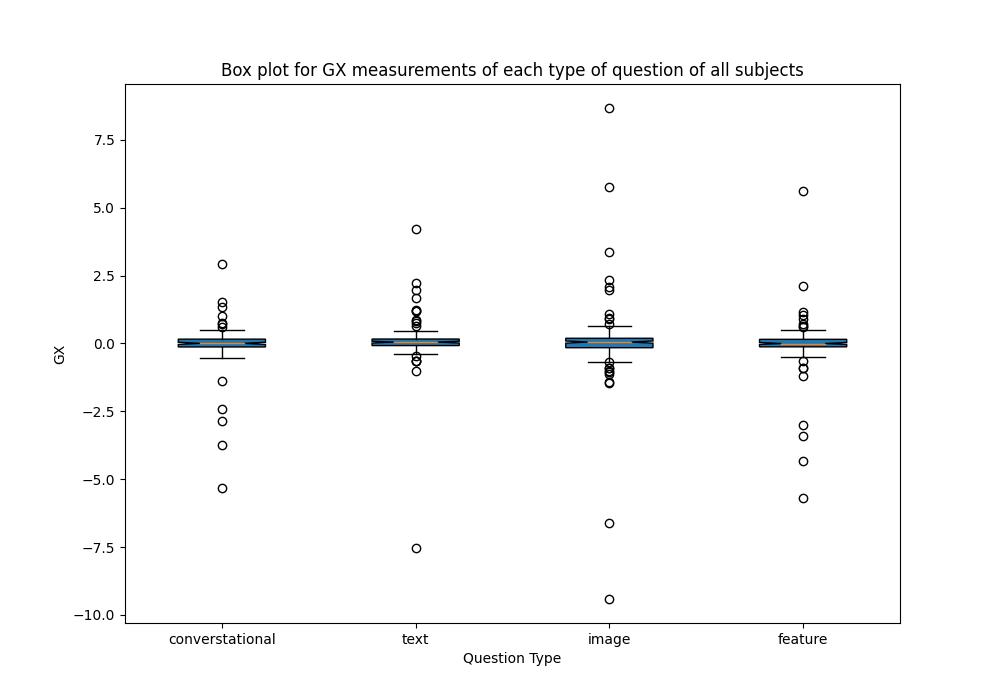 Box plot for GX measurements of each type of question of all subjects
7.5
5.0
2.5
0.0
−2.5
−5.0
−7.5
−10.0
GX
converstational text image feature
Question Type